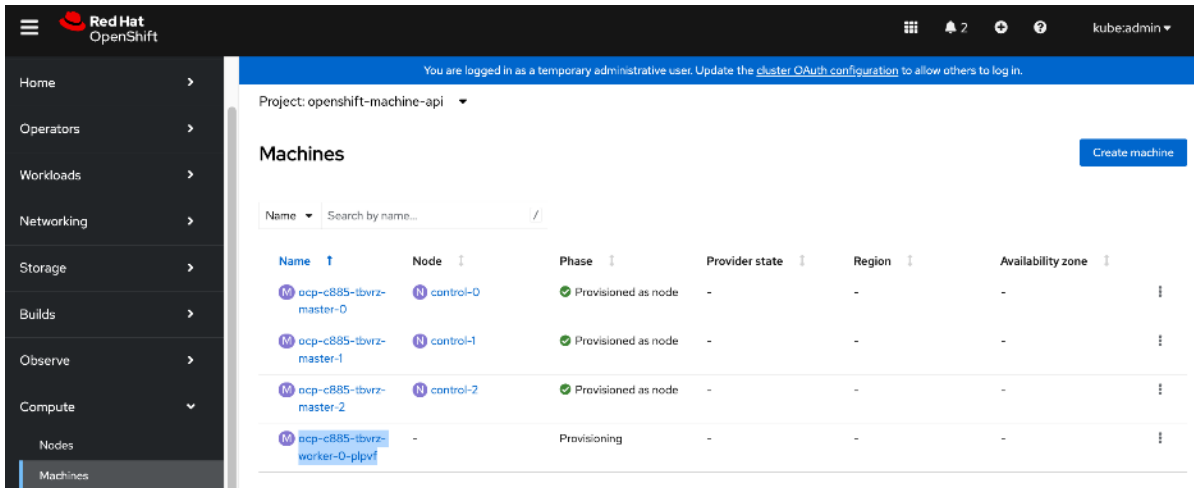 Red Hat
OpenShift
2
kube:admin
Home
Operators
Workloads
Networking
Storage
Builds
Observe
Compute
Nodes
Machines
You are logged in as a temporary administrative user. Update the cluster OAuth configuration to allow others to log in.
Project: openshift-machine-api
Machines
Create machine
Name Search by name... /
Name Node Phase Provider state Region Availability zone
M ocp-c885-tbvrz- N control-0 Provisioned as node - - -
master-0
M ocp-c885-tbvrz- N control-1 Provisioned as node - - -
master-1
M ocp-c885-tbvrz- N control-2 Provisioned as node - - -
master-2
M ocp-c885-tbvrz- - Provisioning - - -
worker-0-plpvf